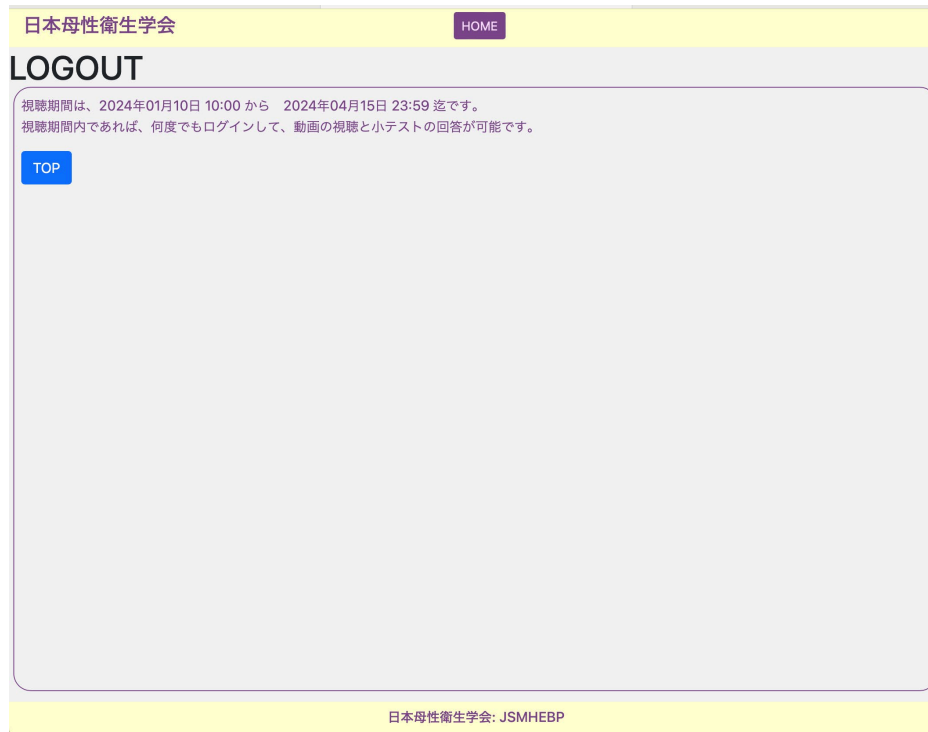 日本母性衛生学会
HOME
LOGOUT
視聴期間は、2024年01月10日 10:00 から　2024年04月15日 23:59 迄です。
視聴期間内であれば、何度でもログインして、動画の視聴と小テストの回答が可能です。
TOP
日本母性衛生学会: JSMHEBP